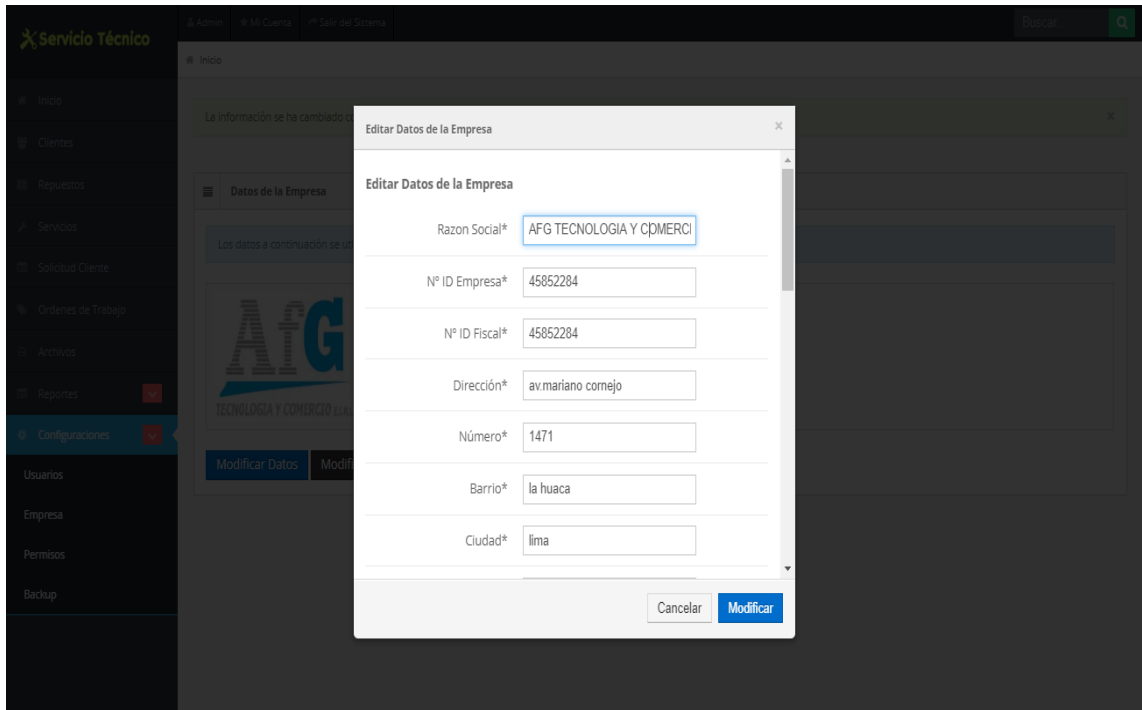 Servicio Técnico
Admin Mi Cuenta Salir del Sistema Buscar...
Inicio
Inicio
Clientes
Repuestos
Servicios
Solicitud Cliente
Ordenes de Trabajo
Archivos
Reportes
Configuraciones
Usuarios
Empresa
Permisos
Backup
La información se ha cambiado
Datos de la Empresa
Los datos a continuación se
AfG
TECNOLOGIA Y COMERCIO
Modificar Datos
Editar Datos de la Empresa ×
Editar Datos de la Empresa
Razon Social* AFG TECNOLOGIA Y COMERCI
Nº ID Empresa* 45852284
Nº ID Fiscal* 45852284
Dirección* av.mariano cornejo
Número* 1471
Barrio* la huaca
Ciudad* lima
Cancelar Modificar